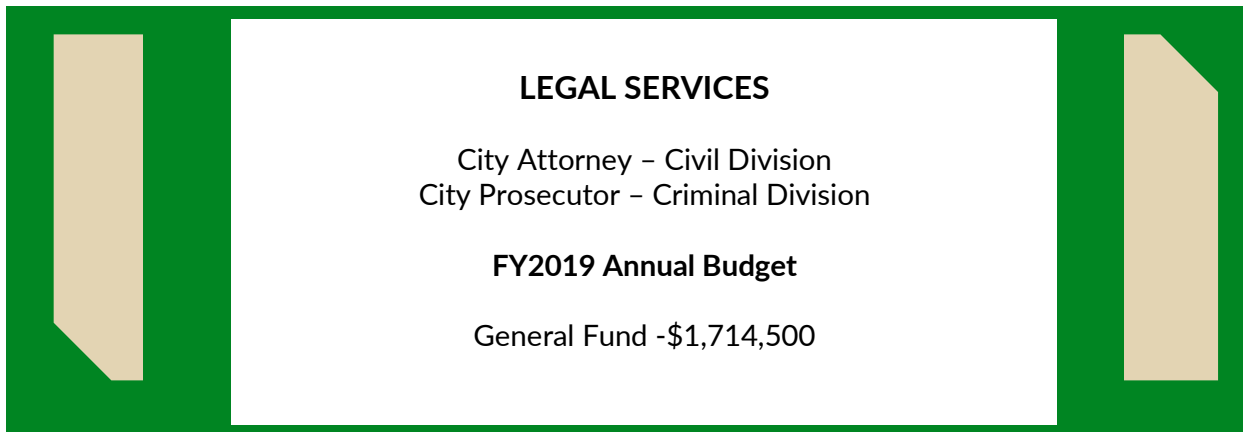 LEGAL SERVICES
City Attorney – Civil Division
City Prosecutor – Criminal Division
FY2019 Annual Budget
General Fund -$1,714,500